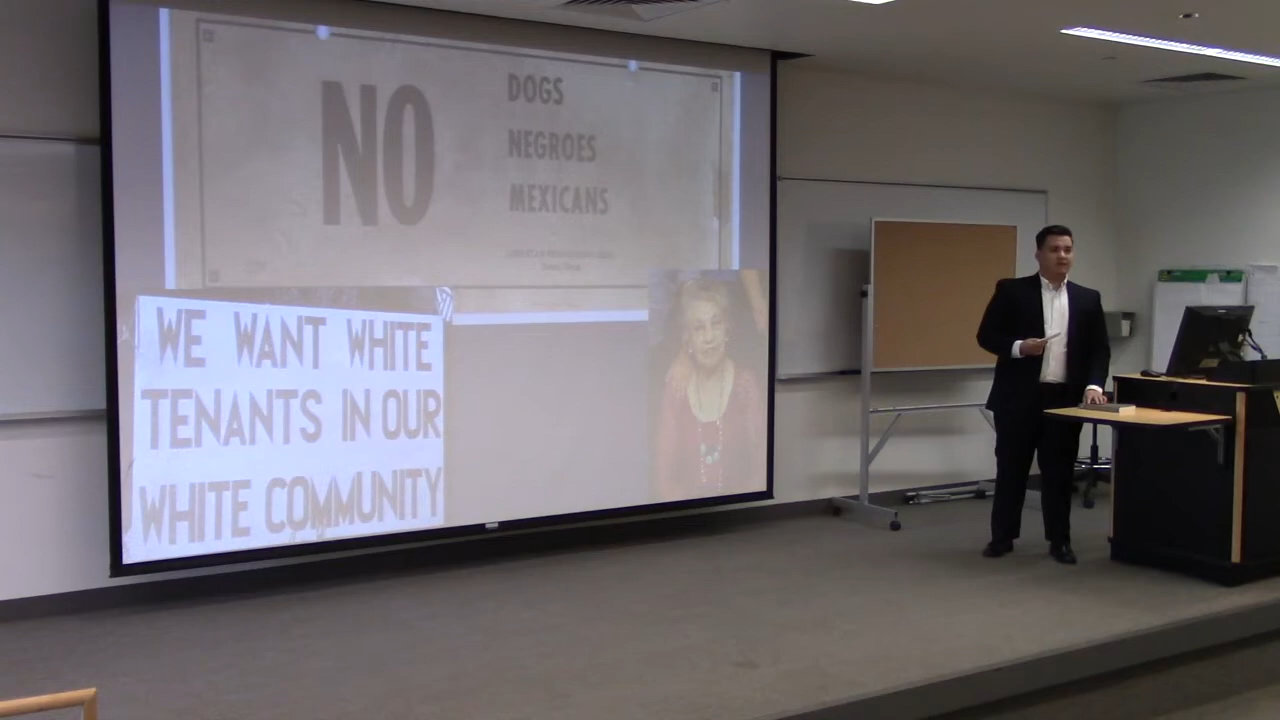 NO
DOGS
NEGROES
MEXICANS
WE WANT WHITE
TENANTS IN OUR
WHITE COMMUNITY